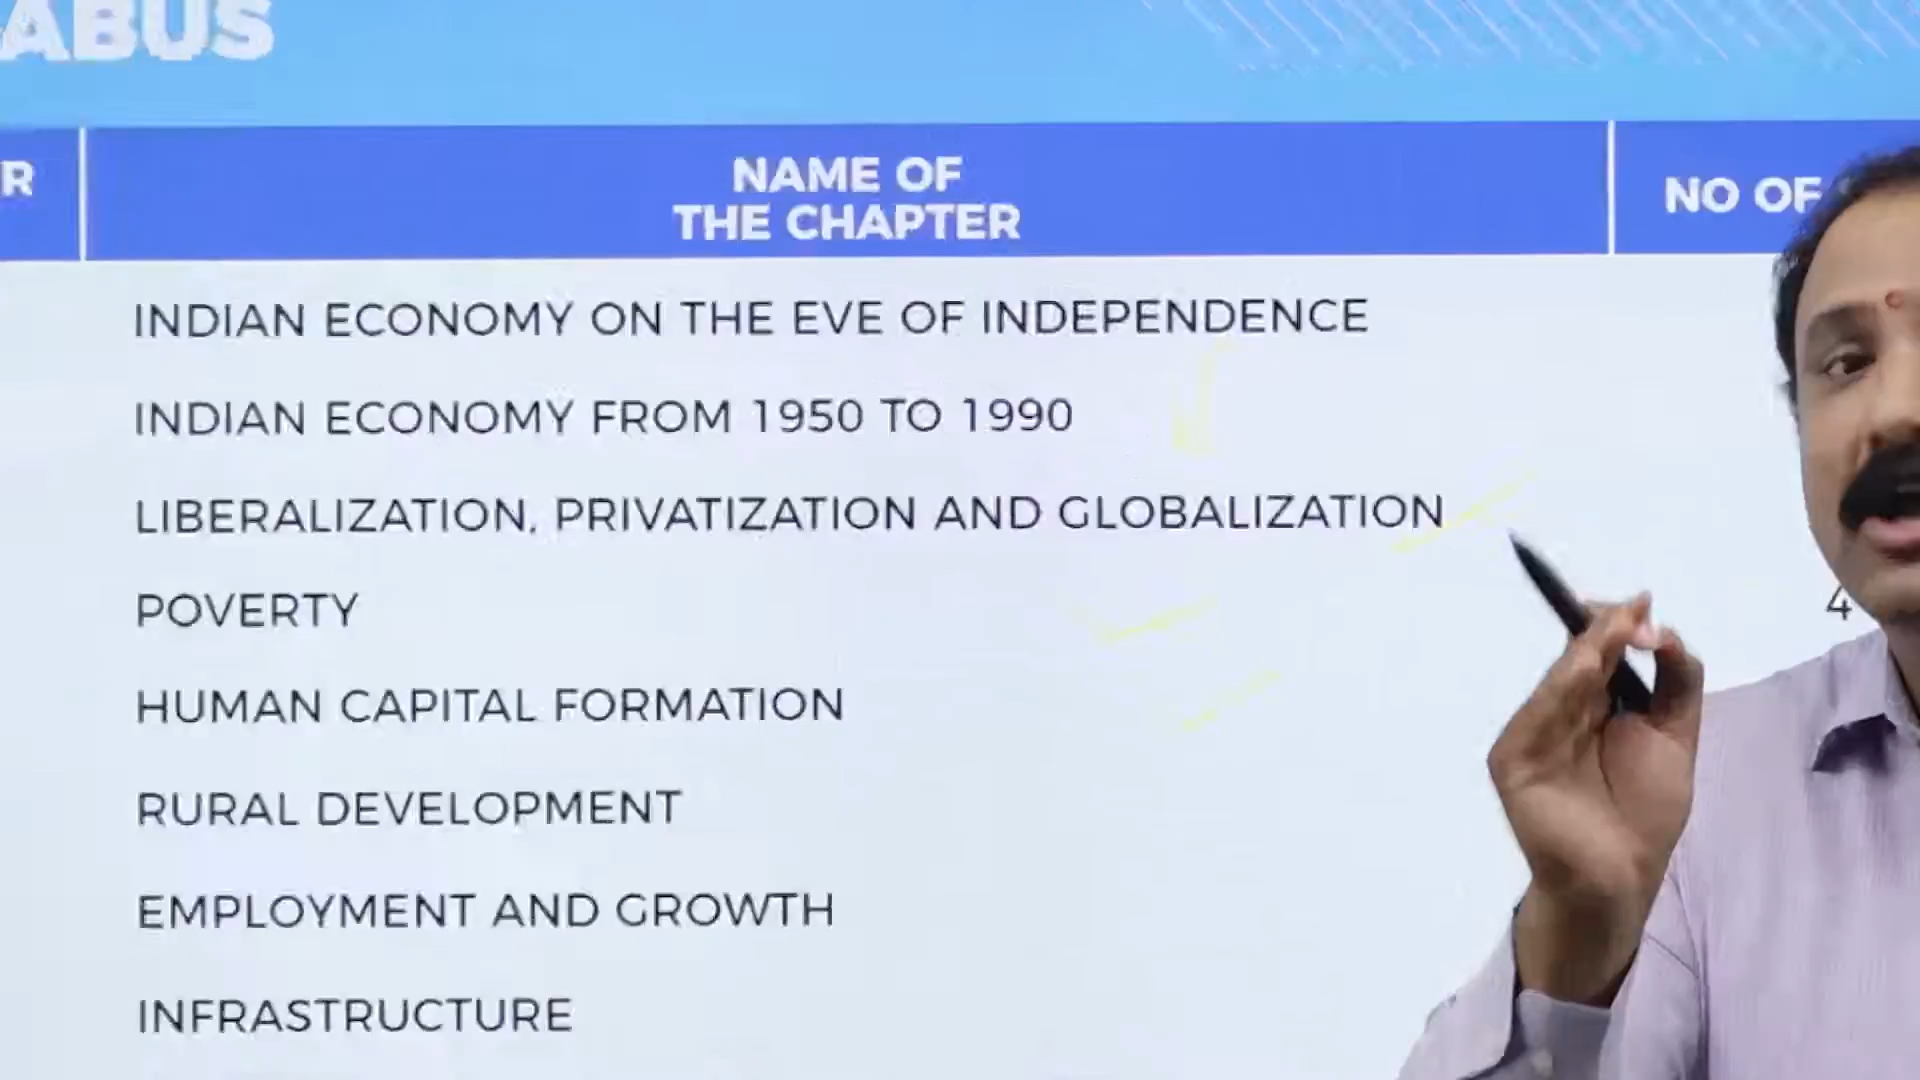 ABUS
R
NAME OF
THE CHAPTER
NO OF
INDIAN ECONOMY ON THE EVE OF INDEPENDENCE
INDIAN ECONOMY FROM 1950 TO 1990
LIBERALIZATION, PRIVATIZATION AND GLOBALIZATION
POVERTY
4
HUMAN CAPITAL FORMATION
RURAL DEVELOPMENT
EMPLOYMENT AND GROWTH
INFRASTRUCTURE